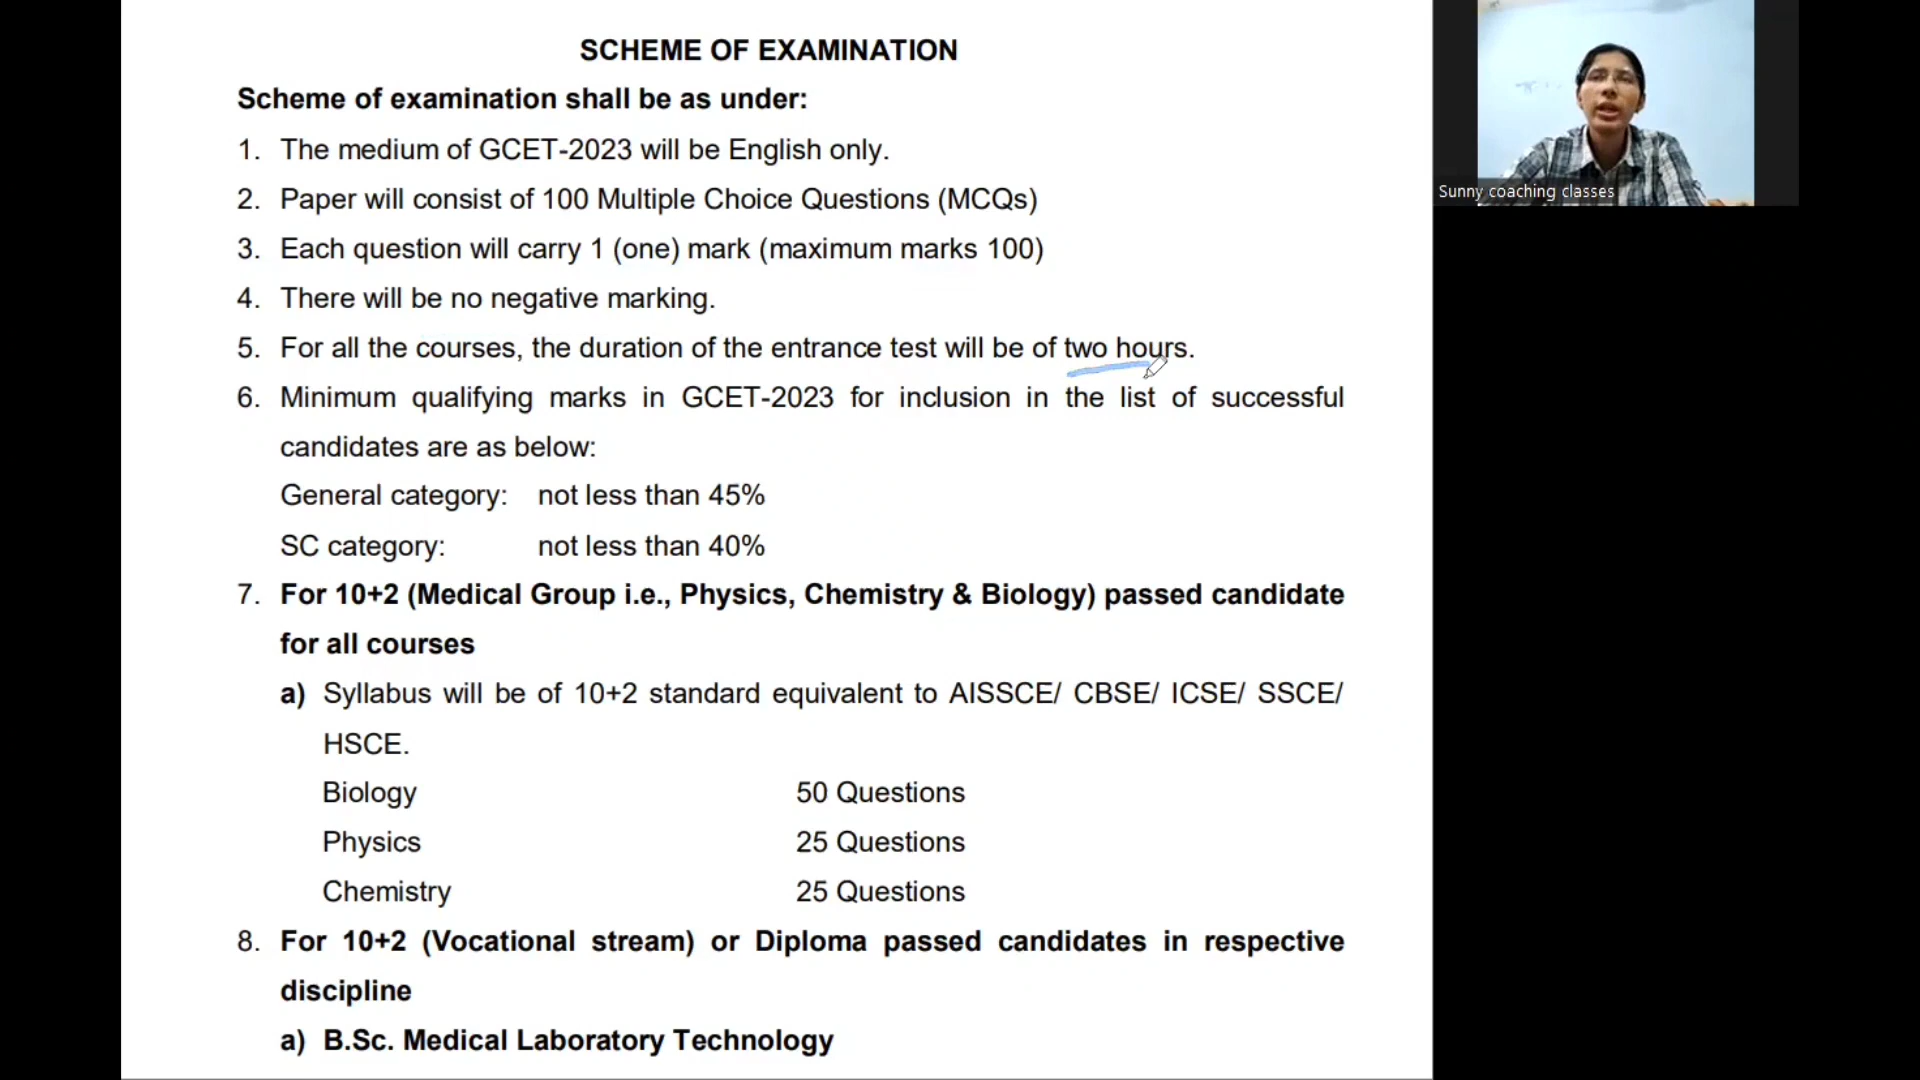 SCHEME OF EXAMINATION
Scheme of examination shall be as under:
1. The medium of GCET-2023 will be English only.
2. Paper will consist of 100 Multiple Choice Questions (MCQs)
3. Each question will carry 1 (one) mark (maximum marks 100)
4. There will be no negative marking.
5. For all the courses, the duration of the entrance test will be of two hours.
6. Minimum qualifying marks in GCET-2023 for inclusion in the list of successful
candidates are as below:
General category: not less than 45%
SC category: not less than 40%
7. For 10+2 (Medical Group i.e., Physics, Chemistry & Biology) passed candidate
for all courses
a) Syllabus will be of 10+2 standard equivalent to AISSCE/ CBSE/ ICSE/ SSCE/
HSCE.
Biology 50 Questions
Physics 25 Questions
Chemistry 25 Questions
8. For 10+2 (Vocational stream) or Diploma passed candidates in respective
discipline
a) B.Sc. Medical Laboratory Technology
Sunny coaching classes